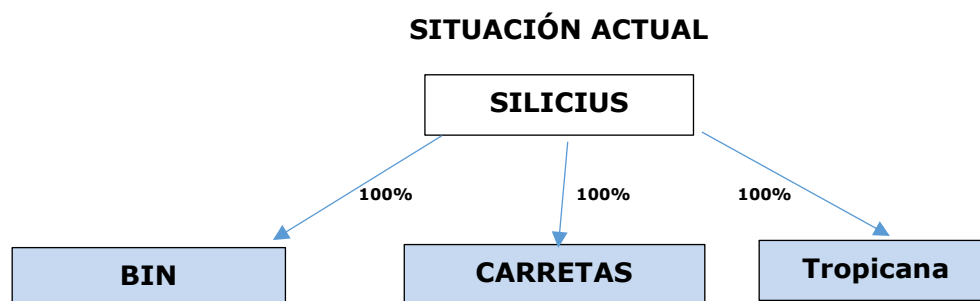 SITUACIÓN ACTUAL
SILICIUS
100%
100%
100%
BIN
CARRETAS
Tropicana